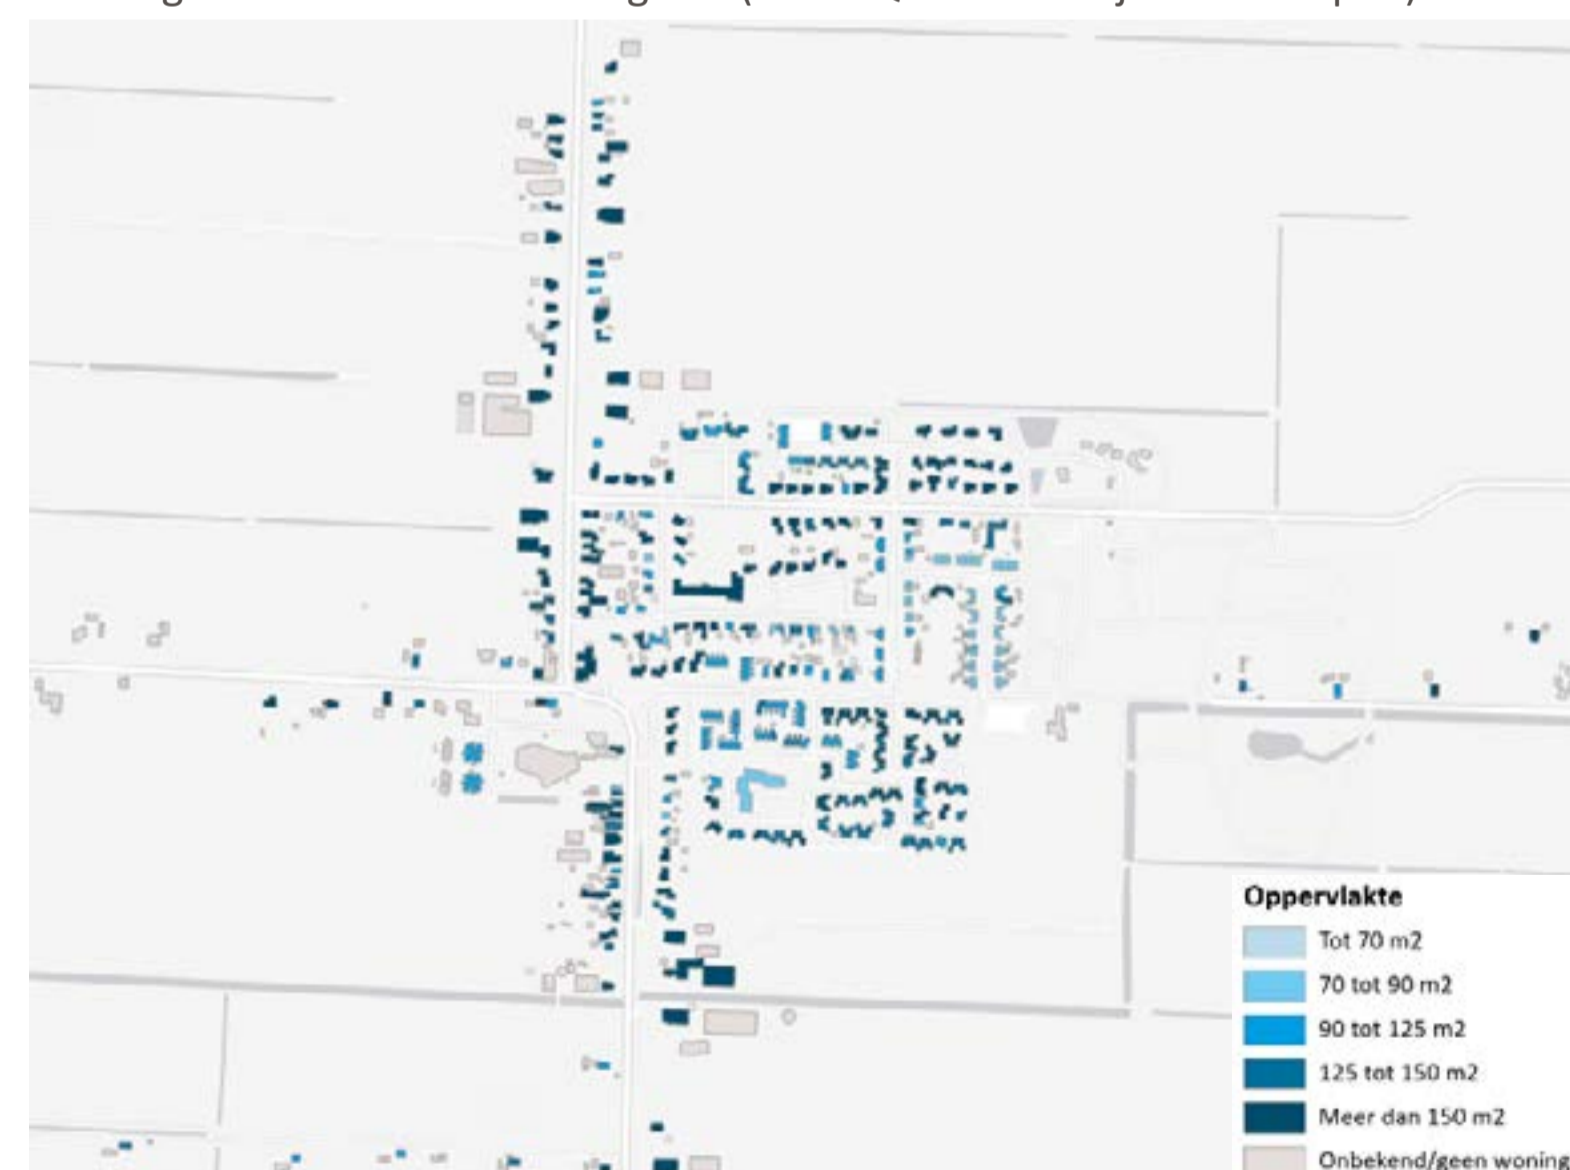 Oppervlakte
Tot 70 m2
70 tot 90 m2
90 tot 125 m2
125 tot 150 m2
Meer dan 150 m2
Onbekend/geen woning